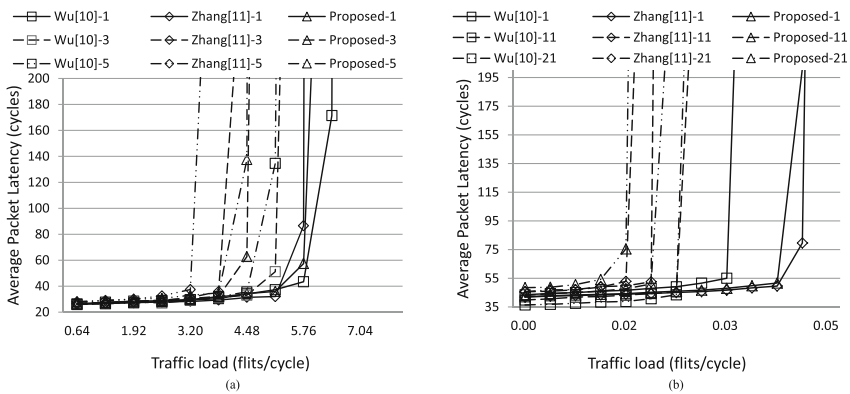 Wu[10]-1 Zhang[11]-1 Proposed-1
Wu[10]-3 Zhang[11]-3 Proposed-3
Wu[10]-5 Zhang[11]-5 Proposed-5
Average Packet Latency (cycles)
200
180
160
140
120
100
80
60
40
20
0.64 1.92 3.20 4.48 5.76 7.04
Traffic load (flits/cycle)
(a)
Wu[10]-1 Zhang[11]-1 Proposed-1
Wu[10]-11 Zhang[11]-11 Proposed-11
Wu[10]-21 Zhang[11]-21 Proposed-21
Average Packet Latency (cycles)
195
175
155
135
115
95
75
55
35
0.00 0.02 0.03 0.05
Traffic load (flits/cycle)
(b)